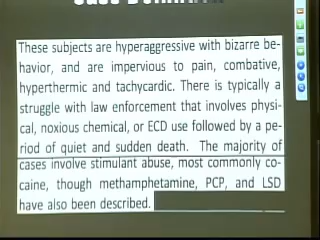 These subjects are hyperaggressive with bizarre be-
havior, and are impervious to pain, combative,
hyperthermic and tachycardic. There is typically a
struggle with law enforcement that involves physi-
cal, noxious chemical, or ECD use followed by a pe-
riod of quiet and sudden death. The majority of
cases involve stimulant abuse, most commonly co-
caine, though methamphetamine, PCP, and LSD
have also been described.